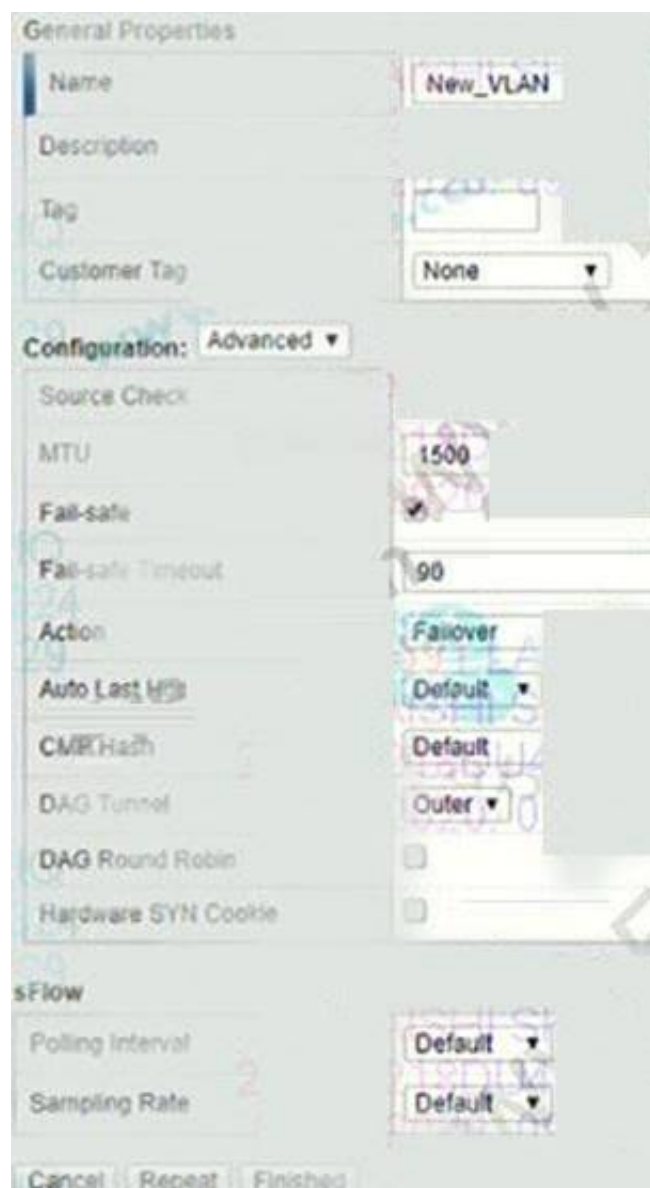 General Properties
Name New_VLAN
Description
Tag
Customer Tag None
Configuration: Advanced
Source Check
MTU 1500
Fail-safe
Fail-safe Timeout 90
Action Failover
Auto Last Default
CMP Hash Default
DAG Tunnel Outer
DAG Round Robin
Hardware SYN Cookie
sFlow
Polling Interval Default
Sampling Rate Default
Cancel Repeat Finished